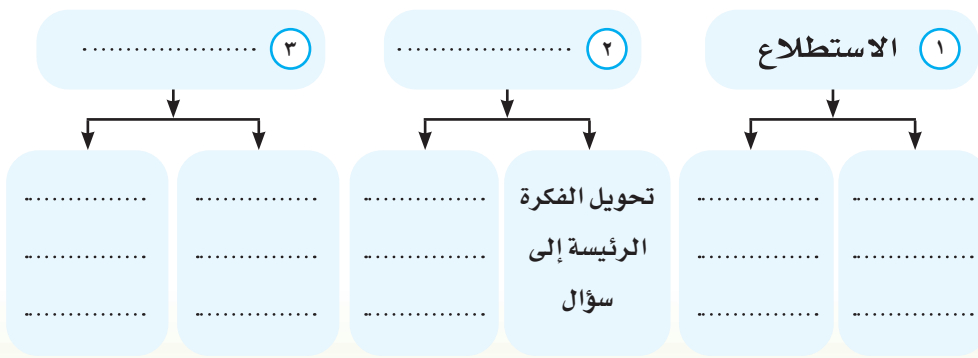 ١ الاستطلاع
٢ ....................
٣ ....................
.............. .............. تحويل الفكرة .............. .............. ..............
.............. .............. الرئيسة إلى .............. .............. ..............
.............. .............. سؤال .............. .............. ..............